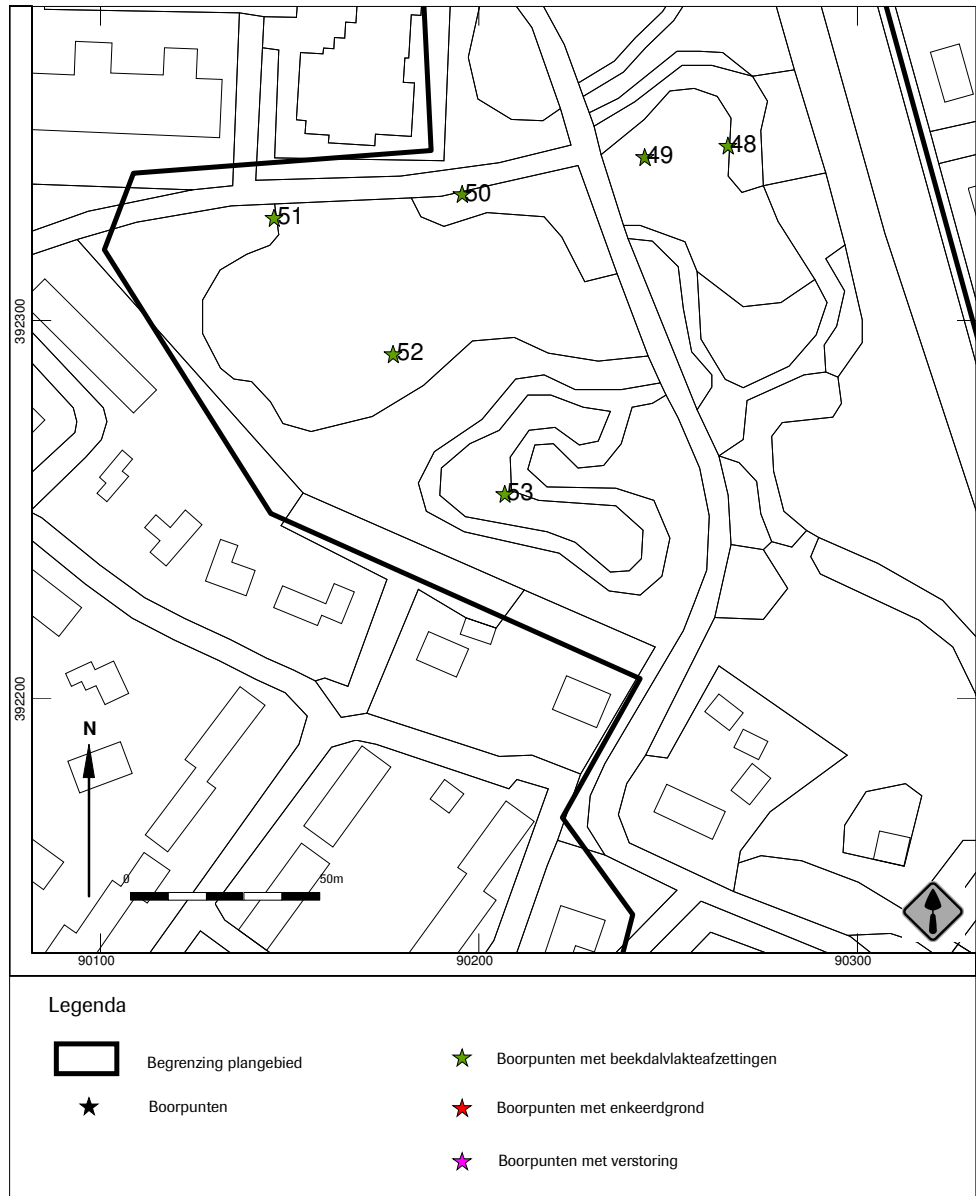 48
49
50
51
392300
52
53
392200
N
0 50m
90100 90200 90300
Legenda
Begrenzing plangebied
Boorpunten met beekdalvlakteafzettingen
Boorpunten
Boorpunten met enkeerdgrond
Boorpunten met verstoring